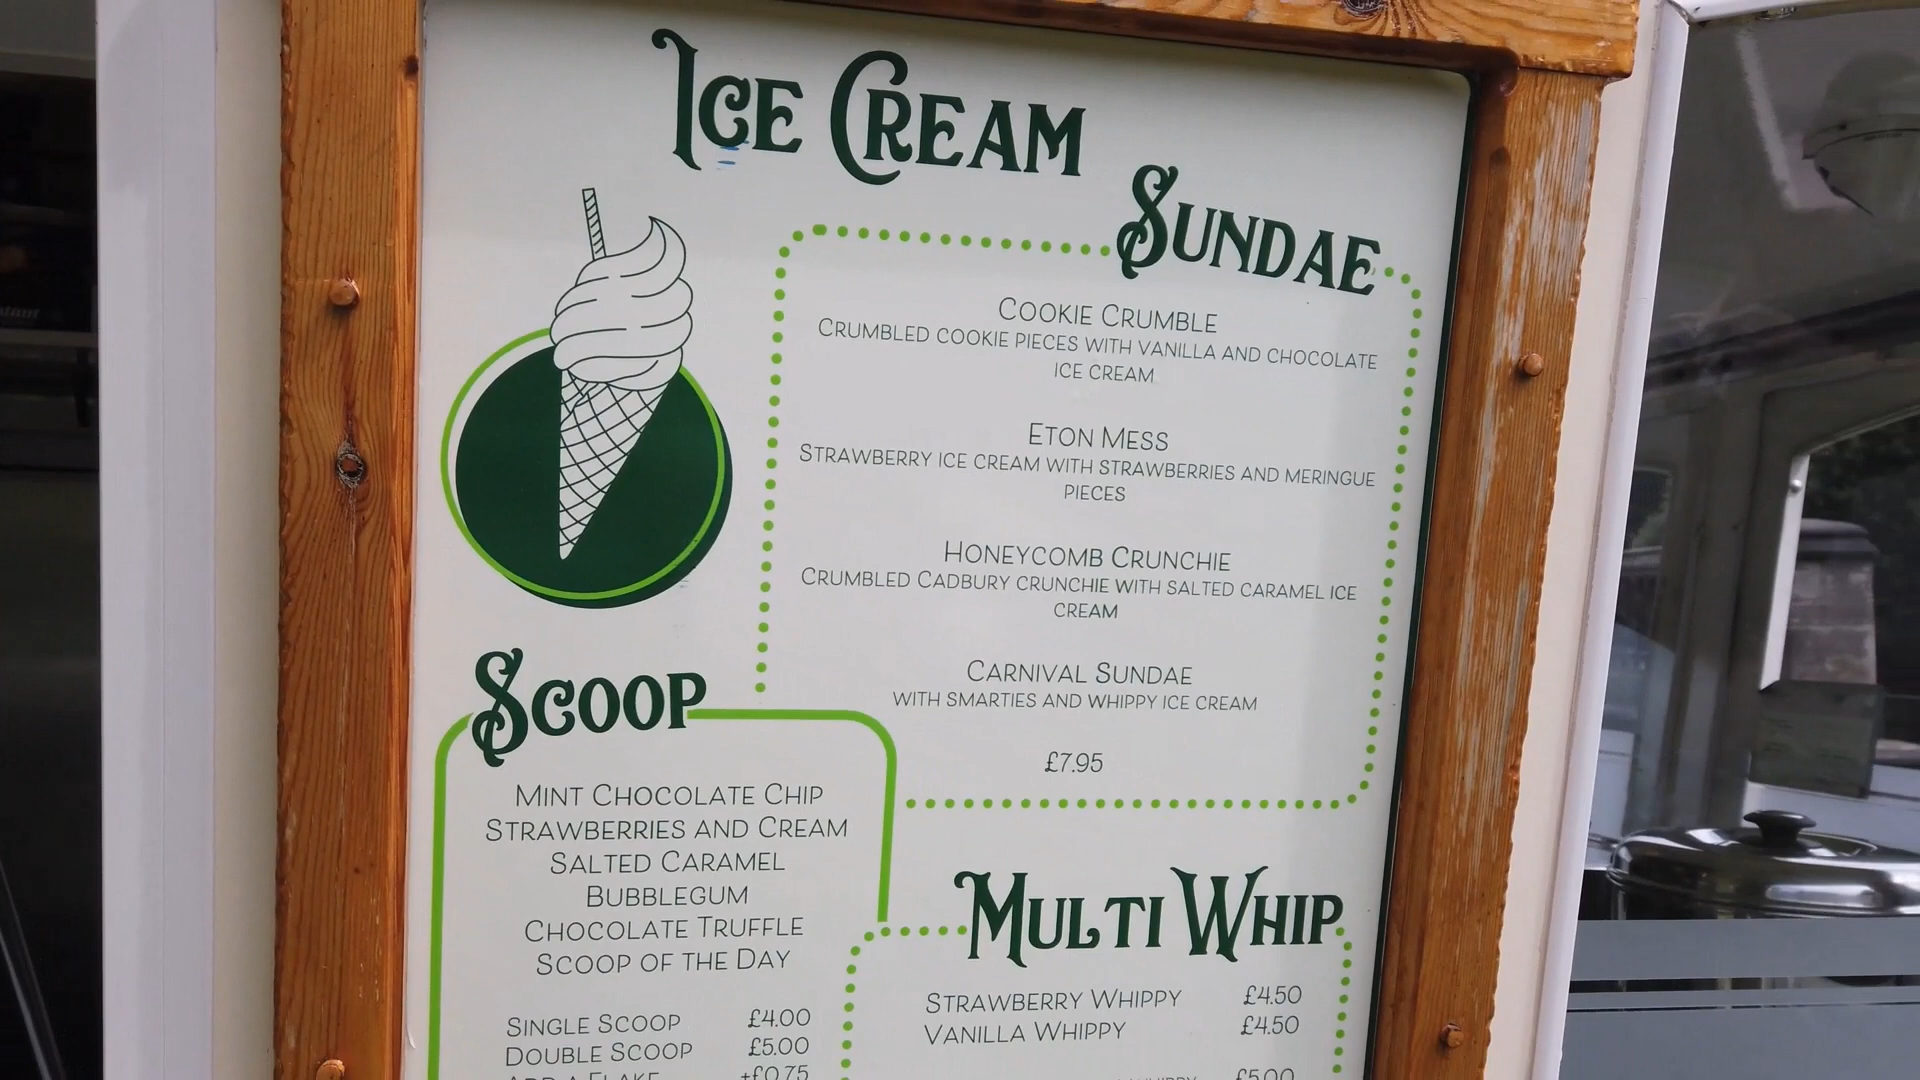 ICE CREAM
SUNDAE
COOKIE CRUMBLE
CRUMBLED COOKIE PIECES WITH VANILLA AND CHOCOLATE
ICE CREAM
ETON MESS
STRAWBERRY ICE CREAM WITH STRAWBERRIES AND MERINGUE
PIECES
HONEYCOMB CRUNCHIE
CRUMBLED CADBURY CRUNCHIE WITH SALTED CARAMEL ICE
CREAM
CARNIVAL SUNDAE
WITH SMARTIES AND WHIPPY ICE CREAM
£7.95
SCOOP
MINT CHOCOLATE CHIP
STRAWBERRIES AND CREAM
SALTED CARAMEL
BUBBLEGUM
CHOCOLATE TRUFFLE
SCOOP OF THE DAY
SINGLE SCOOP £4.00
DOUBLE SCOOP £5.00
ADD A FLAKE +£0.75
MULTI WHIP
STRAWBERRY WHIPPY £4.50
VANILLA WHIPPY £4.50
WHIPPY £5.00